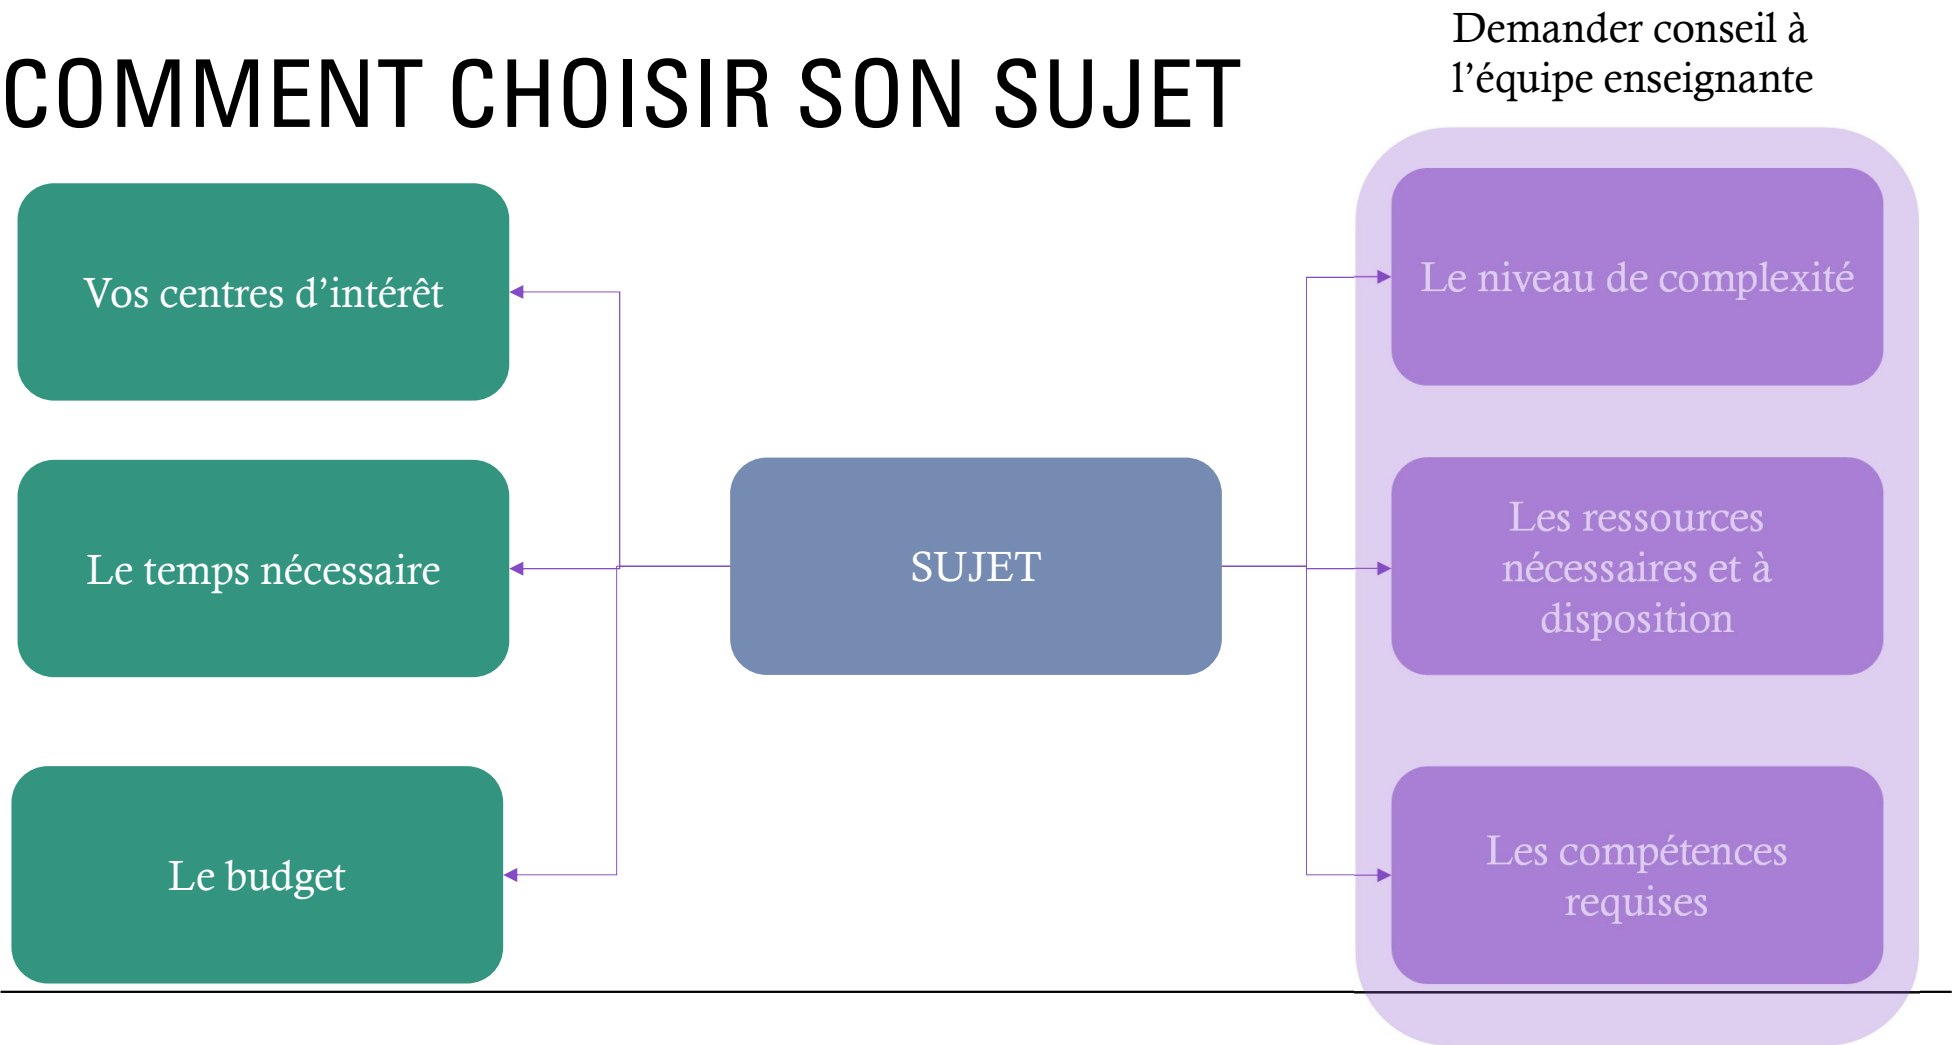 COMMENT CHOISIR SON SUJET
Demander conseil à
l’équipe enseignante
Vos centres d’intérêt
Le temps nécessaire
Le budget
SUJET
Le niveau de complexité
Les ressources
nécessaires et à
disposition
Les compétences
requises